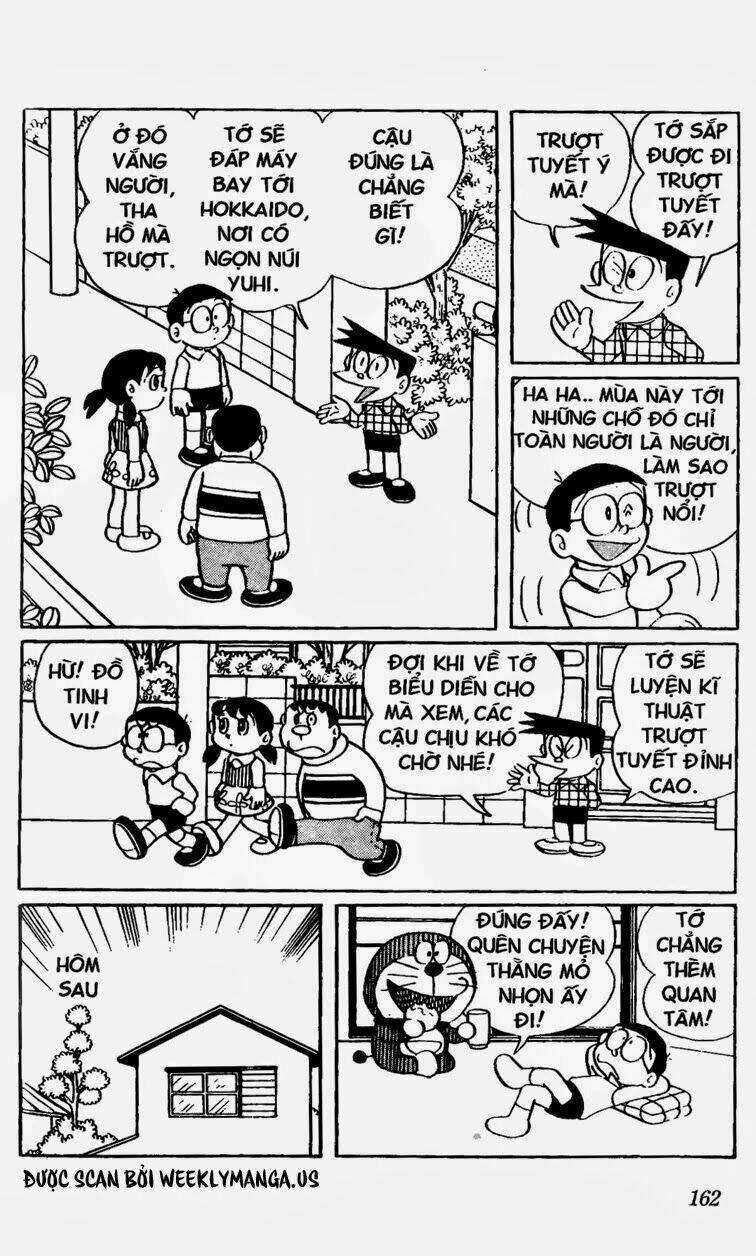 TỚ SẮP
ĐƯỢC ĐI
TRƯỢT
TUYẾT
ĐẤY!
TRƯỢT
TUYẾT Ý
MÀ!
HA HA.. MÙA NÀY TỚI
NHỮNG CHỖ ĐÓ CHỈ
TOÀN NGƯỜI LÀ NGƯỜI,
LÀM SAO
TRƯỢT
NỔI!
CẬU
ĐÚNG LÀ
CHẲNG
BIẾT
GÌ!
TỚ SẼ
ĐÁP MÁY
BAY TỚI
HOKKAIDO,
NƠI CÓ
NGỌN NÚI
YUHI.
Ở ĐÓ
VẮNG
NGƯỜI,
THA
HỒ MÀ
TRƯỢT.
TỚ SẼ
LUYỆN KĨ
THUẬT
TRƯỢT
TUYẾT ĐỈNH
CAO.
ĐỢI KHI VỀ TỚ
BIỂU DIỄN CHO
MÀ XEM, CÁC
CẬU CHỊU KHÓ
CHỜ NHÉ!
HỪ! ĐỒ
TINH
VI!
TỚ
CHẲNG
THÈM
QUAN
TÂM!
ĐÚNG ĐẤY!
QUÊN CHUYỆN
THẰNG MỎ
NHỌN ẤY
ĐI!
HÔM
SAU
ĐƯỢC SCAN BỞI WEEKLYMANGA.US
162